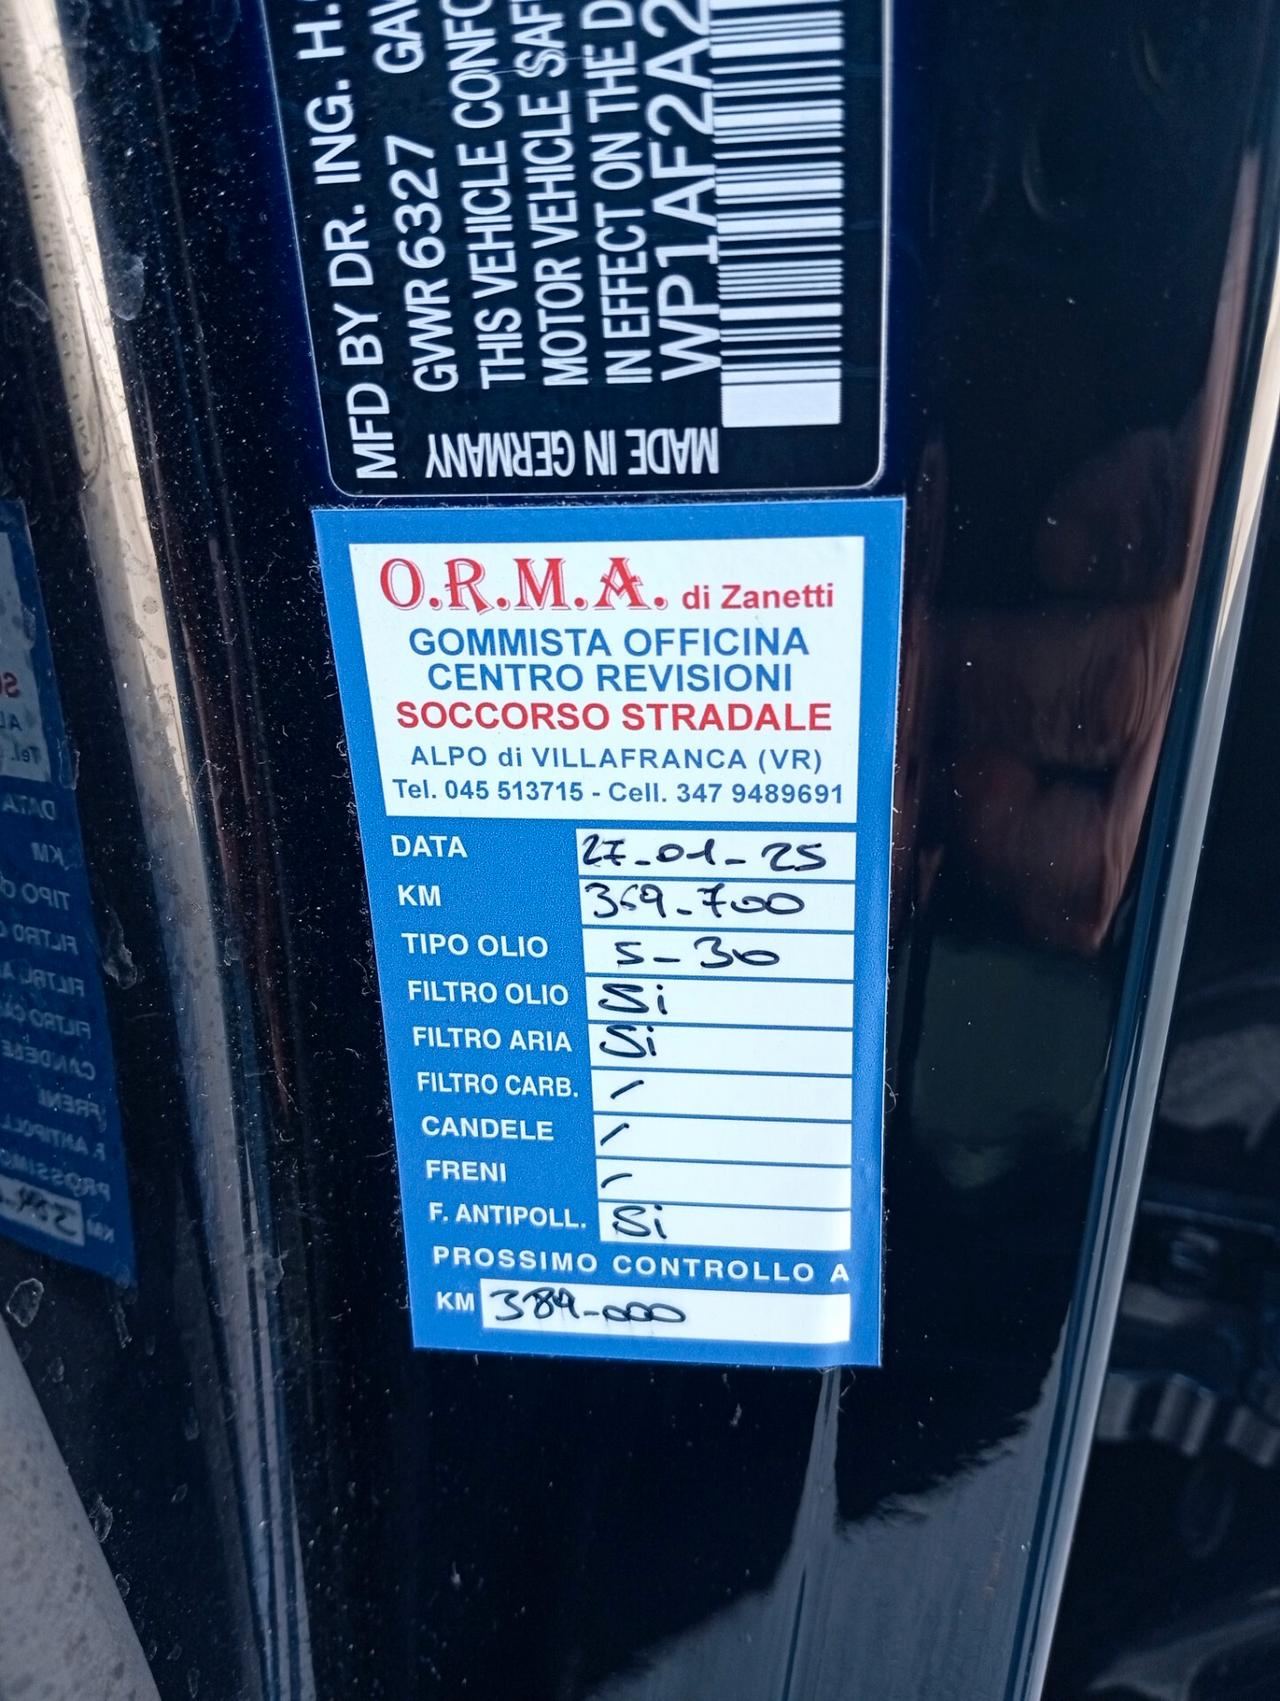 MFD BY DR. ING. H.
GVWR 6327 GAW
THIS VEHICLE CONFO
MOTOR VEHICLE SAF
IN EFFECT ON THE D
WP1AF2A2
MADE IN GERMANY
O.R.M.A. di Zanetti
GOMMISTA OFFICINA
CENTRO REVISIONI
SOCCORSO STRADALE
ALPO di VILLAFRANCA (VR)
Tel. 045 513715 - Cell. 347 9489691
DATA 27-01-25
KM 369-700
TIPO OLIO 5-30
FILTRO OLIO Si
FILTRO ARIA Si
FILTRO CARB. /
CANDELE /
FRENI /
F. ANTIPOLL. Si
PROSSIMO CONTROLLO A
KM 384-000